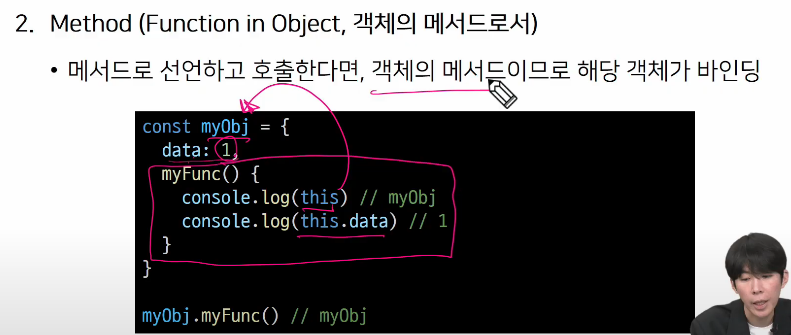 2. Method (Function in Object, 객체의 메서드로서)
• 메서드로 선언하고 호출한다면, 객체의 메서드이므로 해당 객체가 바인딩
const myObj = {
data: 1,
myFunc() {
console.log(this) // myObj
console.log(this.data) // 1
}
}
myObj.myFunc() // myObj